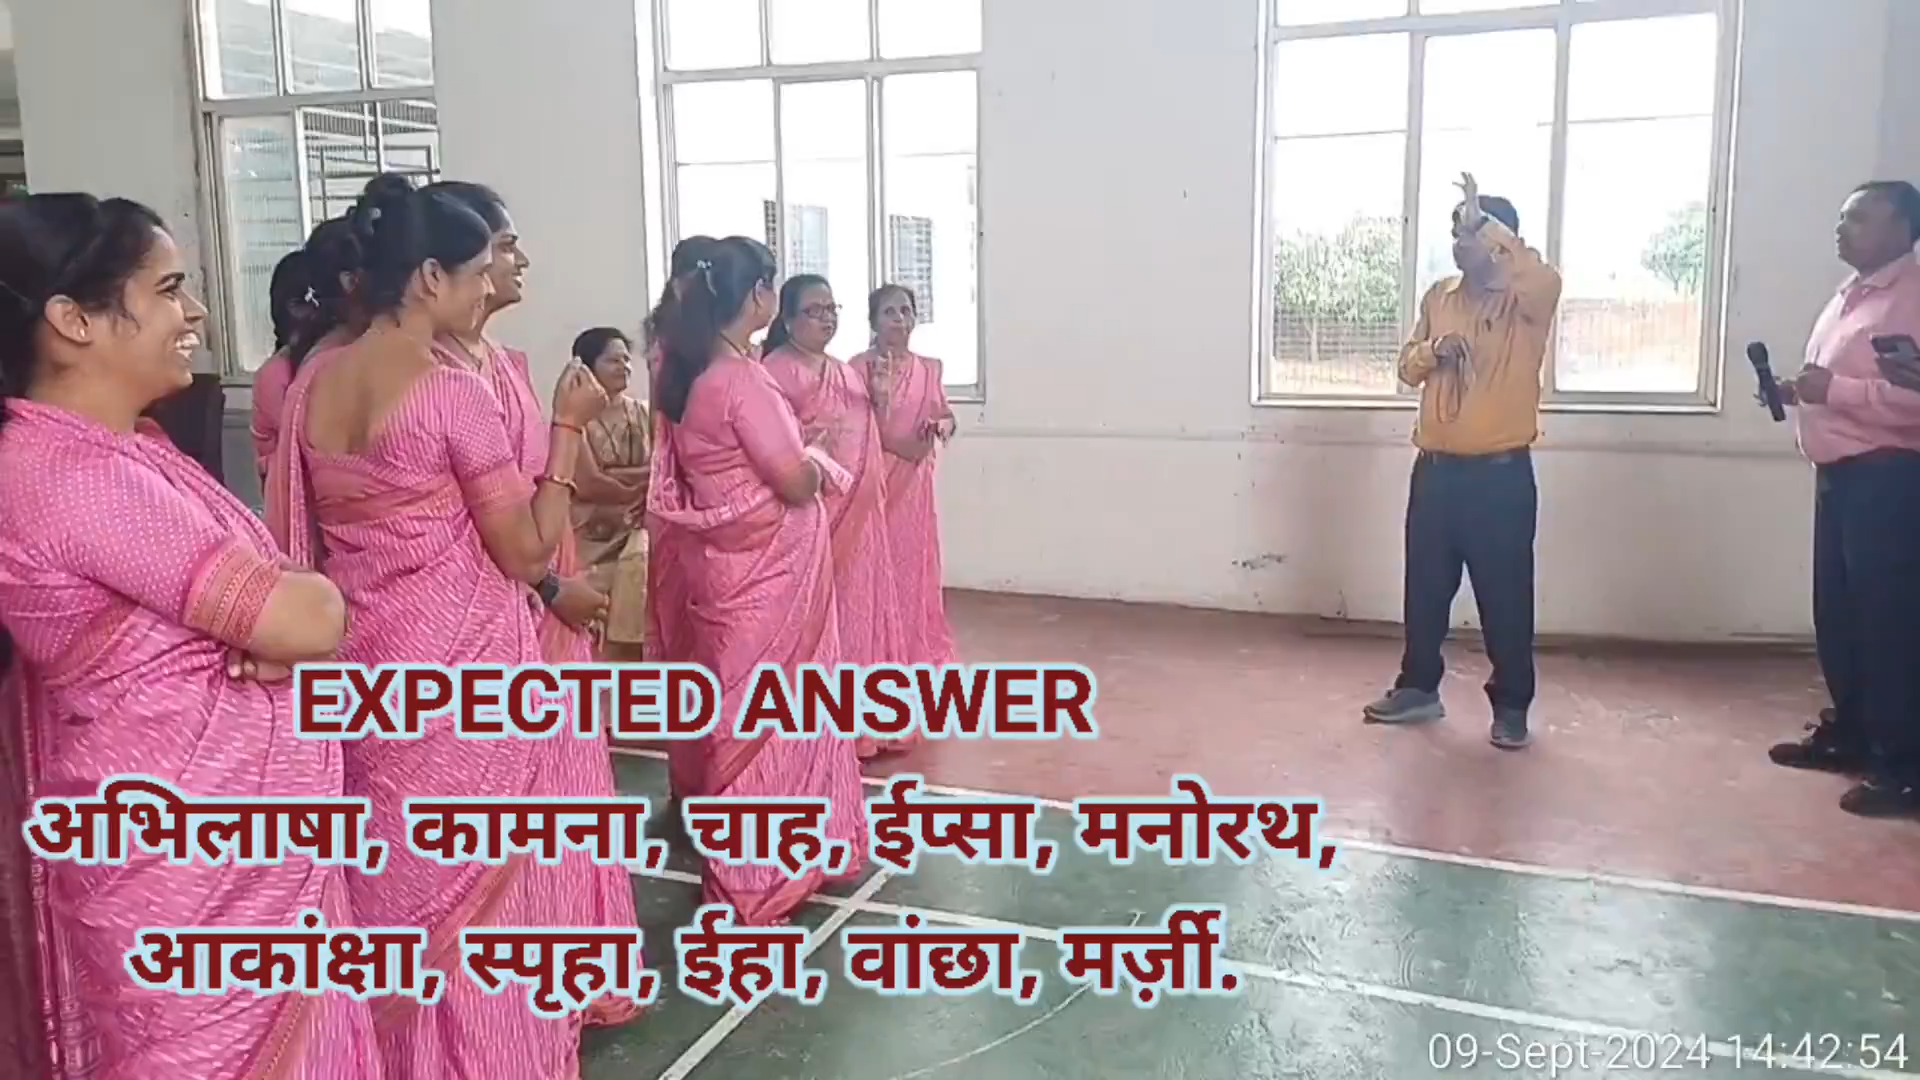 EXPECTED ANSWER
अभिलाषा, कामना, चाह, ईप्सा, मनोरथ,
आकांक्षा, स्पृहा, ईहा, वांछा, मर्ज़ी.
09-Sept-2024 14:42:54